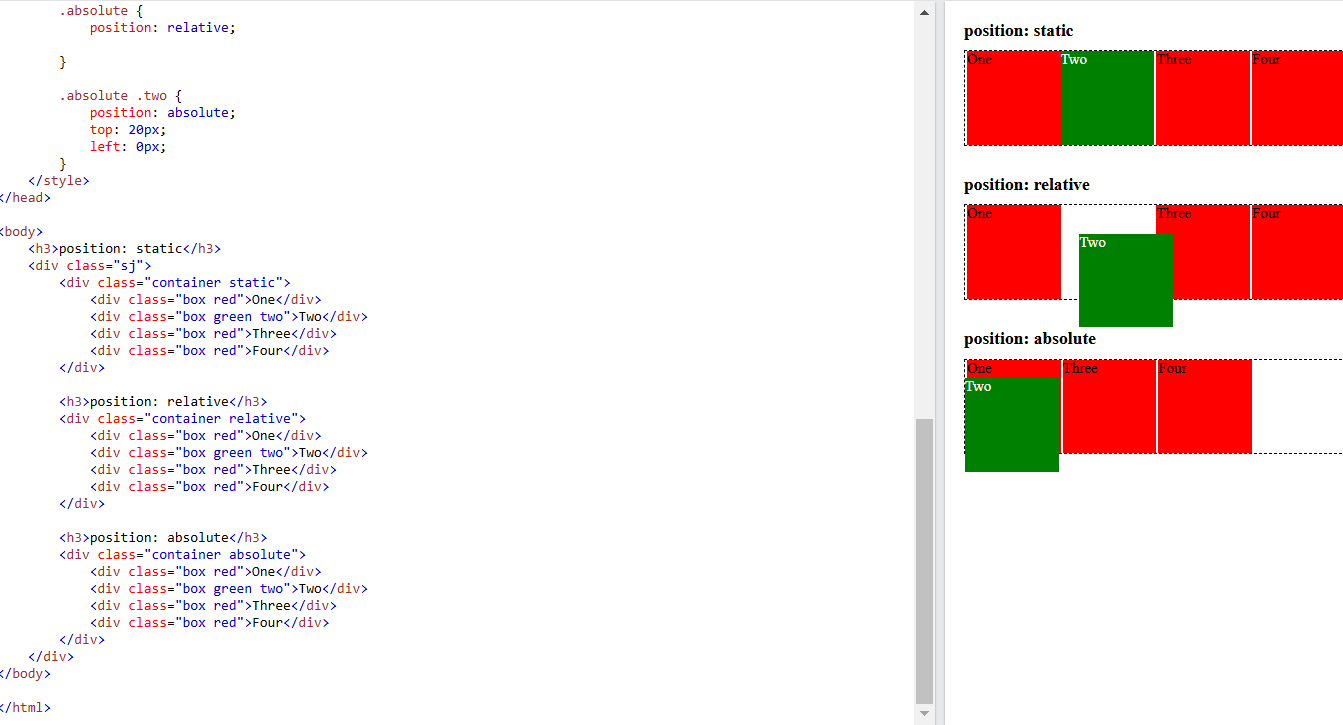 .absolute {
position: relative;
}
.absolute .two {
position: absolute;
top: 20px;
left: 0px;
}
</style>
</head>
<body>
<h3>position: static</h3>
<div class="sj">
<div class="container static">
<div class="box red">One</div>
<div class="box green two">Two</div>
<div class="box red">Three</div>
<div class="box red">Four</div>
</div>
<h3>position: relative</h3>
<div class="container relative">
<div class="box red">One</div>
<div class="box green two">Two</div>
<div class="box red">Three</div>
<div class="box red">Four</div>
</div>
<h3>position: absolute</h3>
<div class="container absolute">
<div class="box red">One</div>
<div class="box green two">Two</div>
<div class="box red">Three</div>
<div class="box red">Four</div>
</div>
</div>
</body>
</html>
position: static
One Two Three Four
position: relative
One Three Four
Two
position: absolute
One Three Four
Two